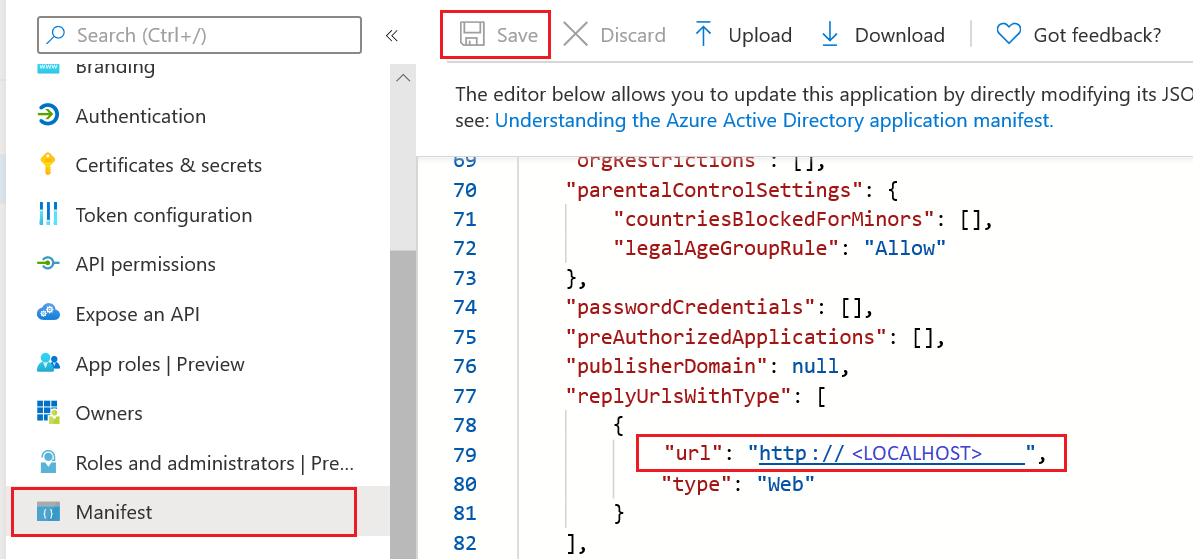 Search (Ctrl+/)
«
Save
Discard
Upload
Download
Got feedback?
Branding
Authentication
Certificates & secrets
Token configuration
API permissions
Expose an API
App roles | Preview
Owners
Roles and administrators | Pre...
Manifest
The editor below allows you to update this application by directly modifying its JSO
see: Understanding the Azure Active Directory application manifest.
69 orgRestrictions": [],
70 "parentalControlSettings": {
71 "countriesBlockedForMinors": [],
72 "legalAgeGroupRule": "Allow"
73 },
74 "passwordCredentials": [],
75 "preAuthorizedApplications": [],
76 "publisherDomain": null,
77 "replyUrlsWithType": [
78 {
79 "url": "http://<LOCALHOST>",
80 "type": "Web"
81 }
82 ],